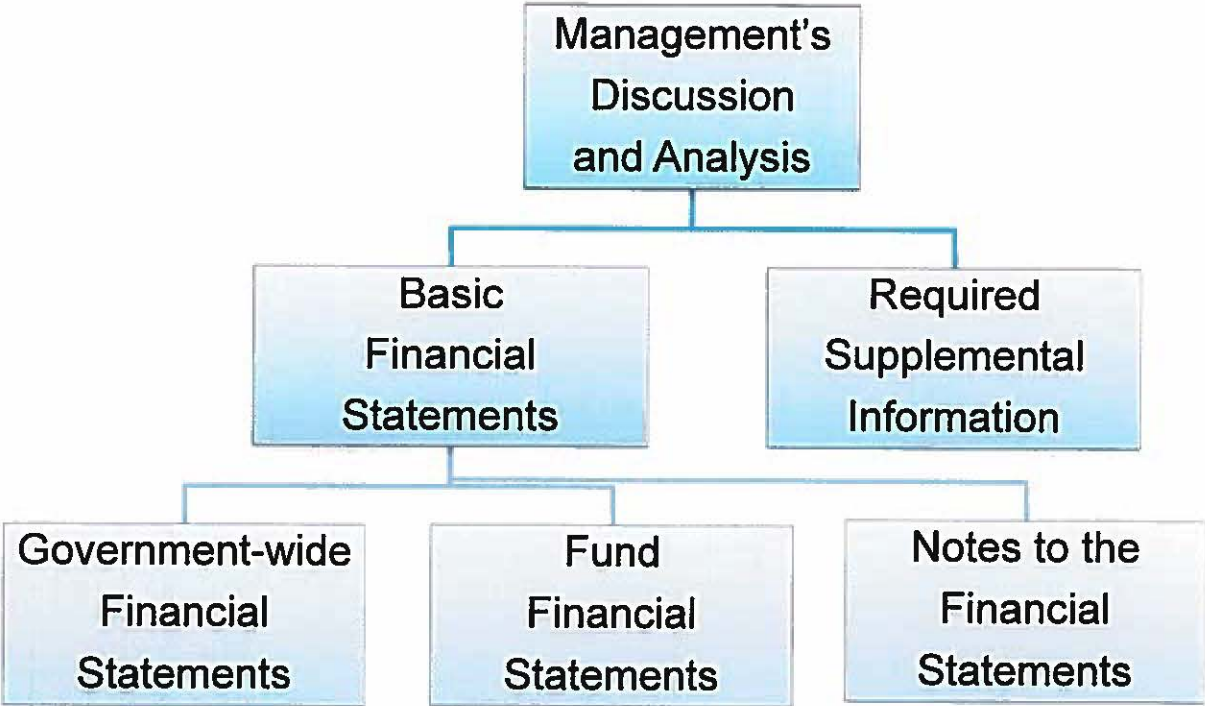 Management's
Discussion
and Analysis
Basic
Financial
Statements
Required
Supplemental
Information
Government-wide
Financial
Statements
Fund
Financial
Statements
Notes to the
Financial
Statements